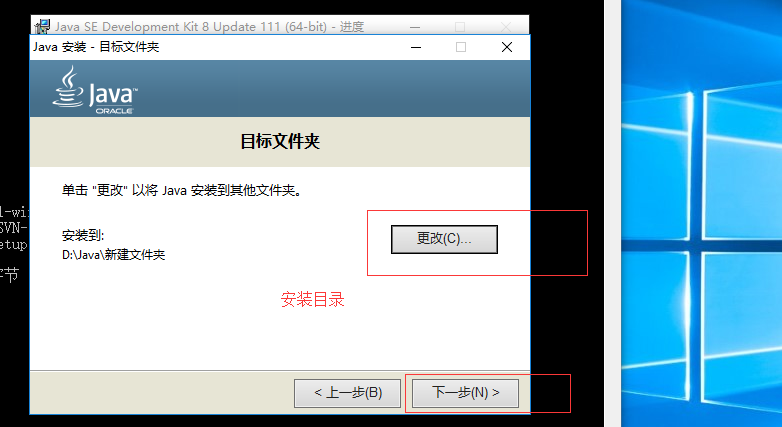 Java SE Development Kit 8 Update 111 (64-bit) - 进度
Java 安装 - 目标文件夹
Java™
ORACLE
目标文件夹
单击 "更改" 以将 Java 安装到其他文件夹。
l-win
SVN-
etup
安装到:
更改(C)...
D:\Java\新建文件夹
字节
安装目录
< 上一步(B)
下一步(N) >